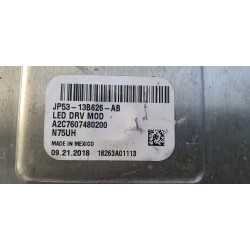 JP53-13B626-AB
LED DRV MOD
A2C7607480200
N75UH
MADE IN MEXICO
09.21.2018 18263A01113